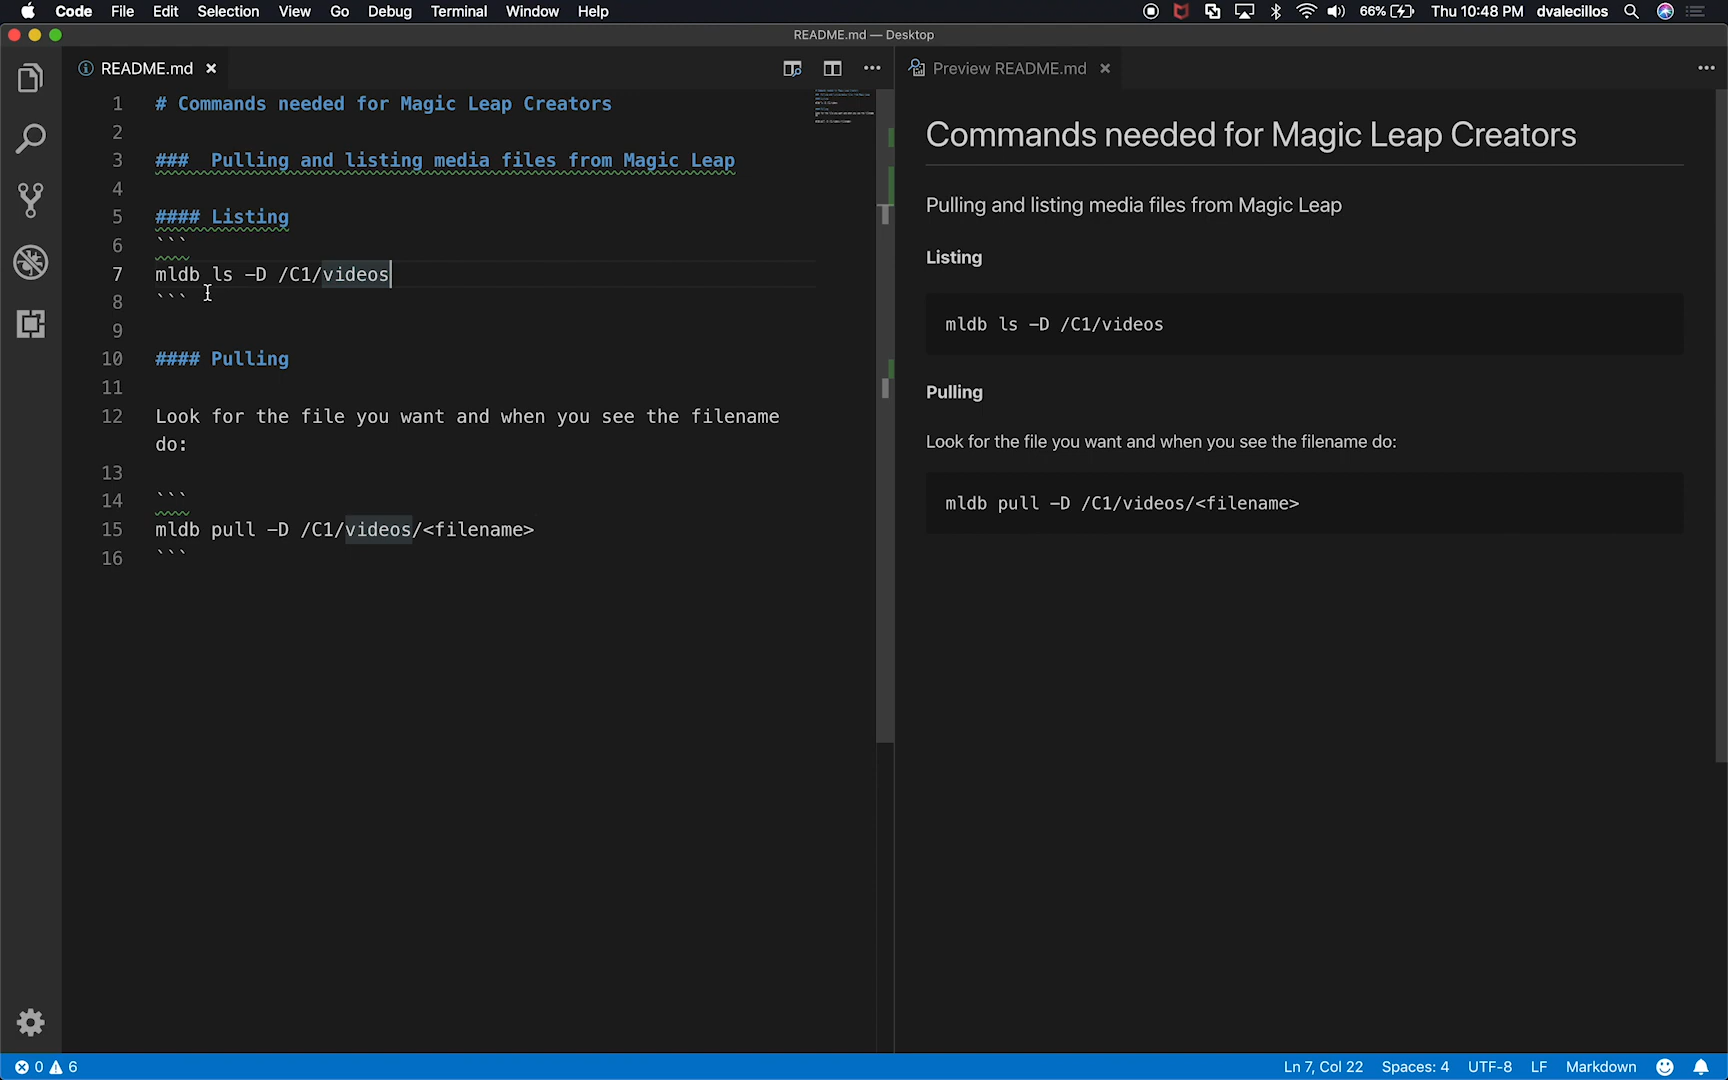 Code File Edit Selection View Go Debug Terminal Window Help 66% Thu 10:48 PM dvalecillos
README.md — Desktop
README.md
1 # Commands needed for Magic Leap Creators
2
3 ###  Pulling and listing media files from Magic Leap
4
5 #### Listing
6 ```
7 mldb ls -D /C1/videos
8 ```
9
10 #### Pulling
11
12 Look for the file you want and when you see the filename
do:
13
14 ```
15 mldb pull -D /C1/videos/<filename>
16 ```
Preview README.md
Commands needed for Magic Leap Creators
Pulling and listing media files from Magic Leap
Listing
mldb ls -D /C1/videos
Pulling
Look for the file you want and when you see the filename do:
mldb pull -D /C1/videos/<filename>
0 6 Ln 7, Col 22 Spaces: 4 UTF-8 LF Markdown